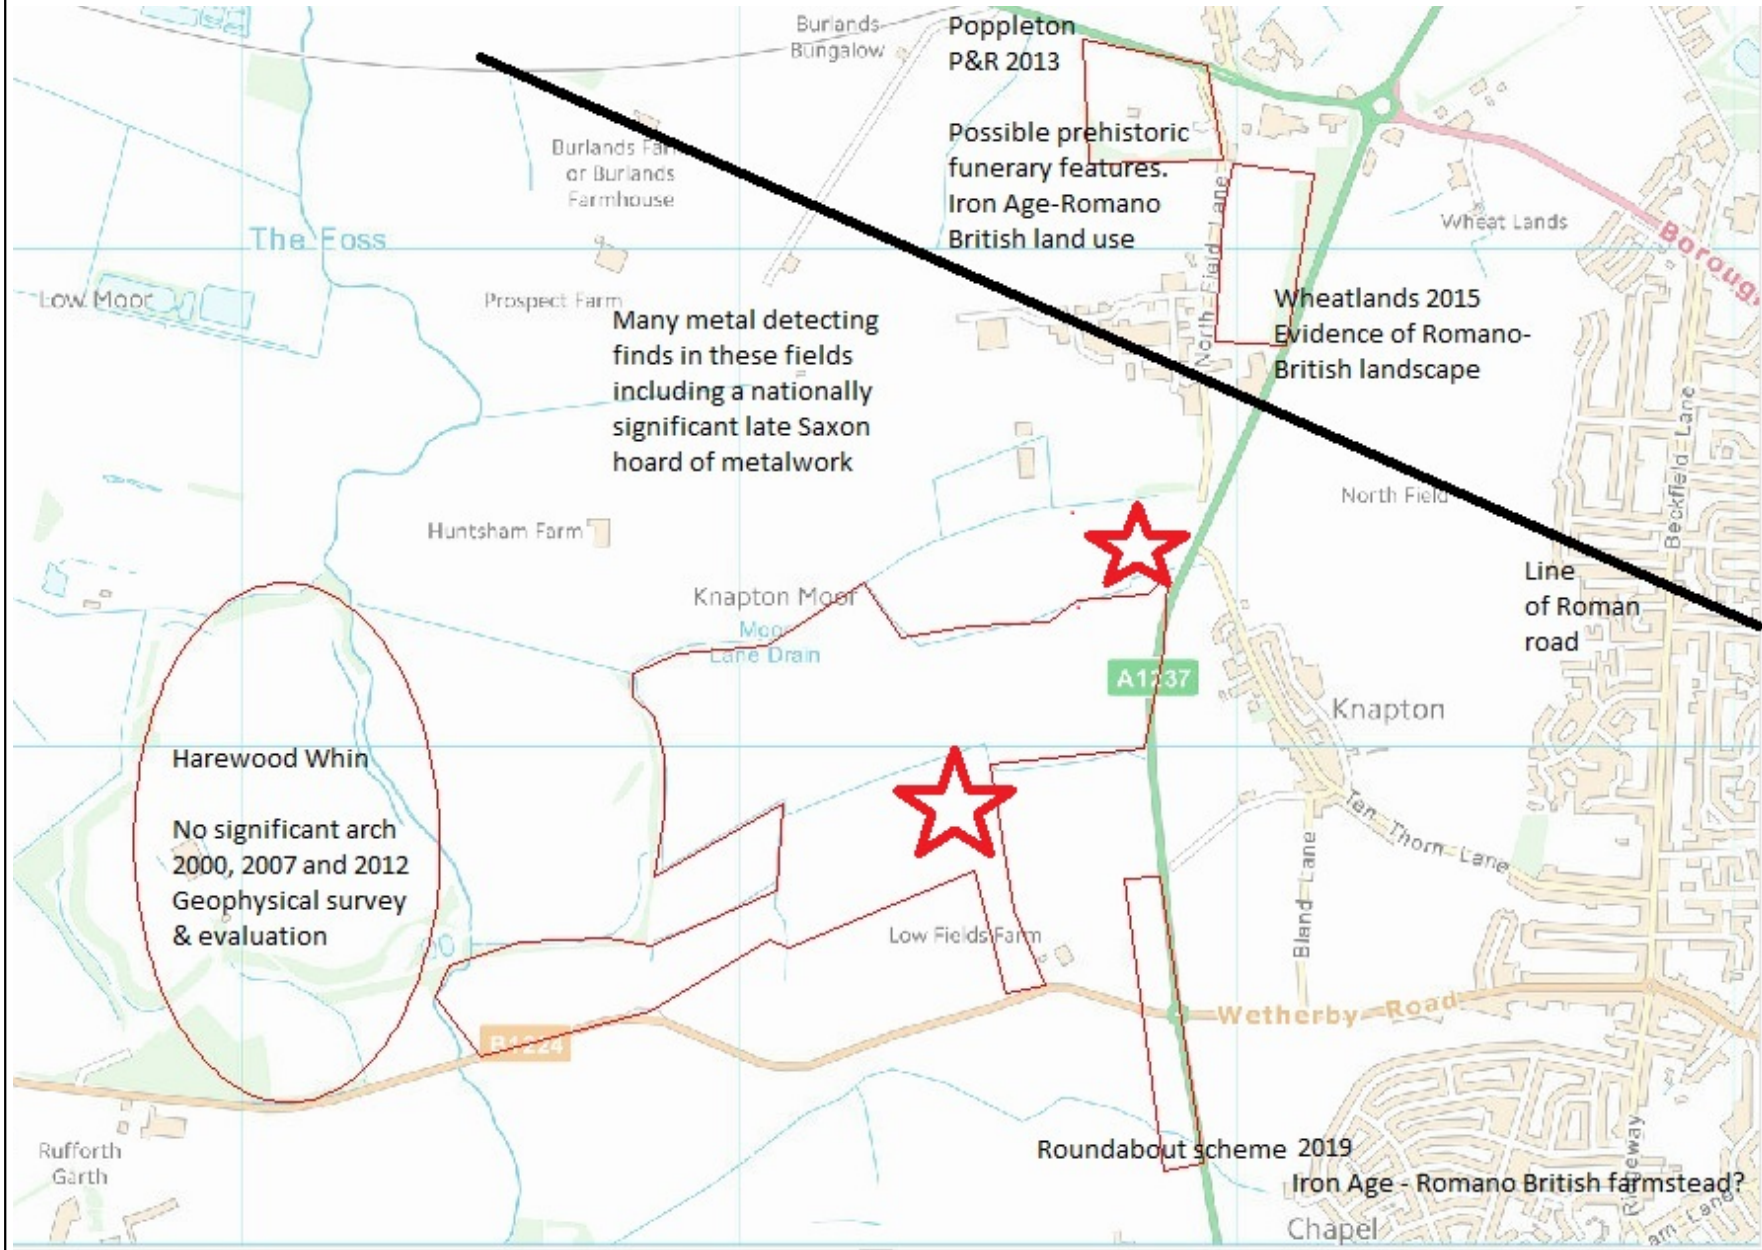 Burlands
Bungalow
Poppleton
P&R 2013
Possible prehistoric
funerary features.
Iron Age-Romano
British land use
Burlands Far
or Burlands
Farmhouse
The Foss
Low Moor
Prospect Farm
Many metal detecting
finds in these fields
including a nationally
significant late Saxon
hoard of metalwork
North Field Lane
Wheat Lands
Boroug
Wheatlands 2015
Evidence of Romano-
British landscape
Beckfield Lane
North Field
Huntsham Farm
Line
of Roman
road
Knapton Moor
Moor
Lane Drain
A1237
Knapton
Harewood Whin
No significant arch
2000, 2007 and 2012
Geophysical survey
& evaluation
Ten Thorn Lane
Bland Lane
Low Fields Farm
Wetherby Road
B1224
Rufforth
Garth
Roundabout scheme 2019
Iron Age - Romano British farmstead?
Ridgeway
am Lane
Chapel